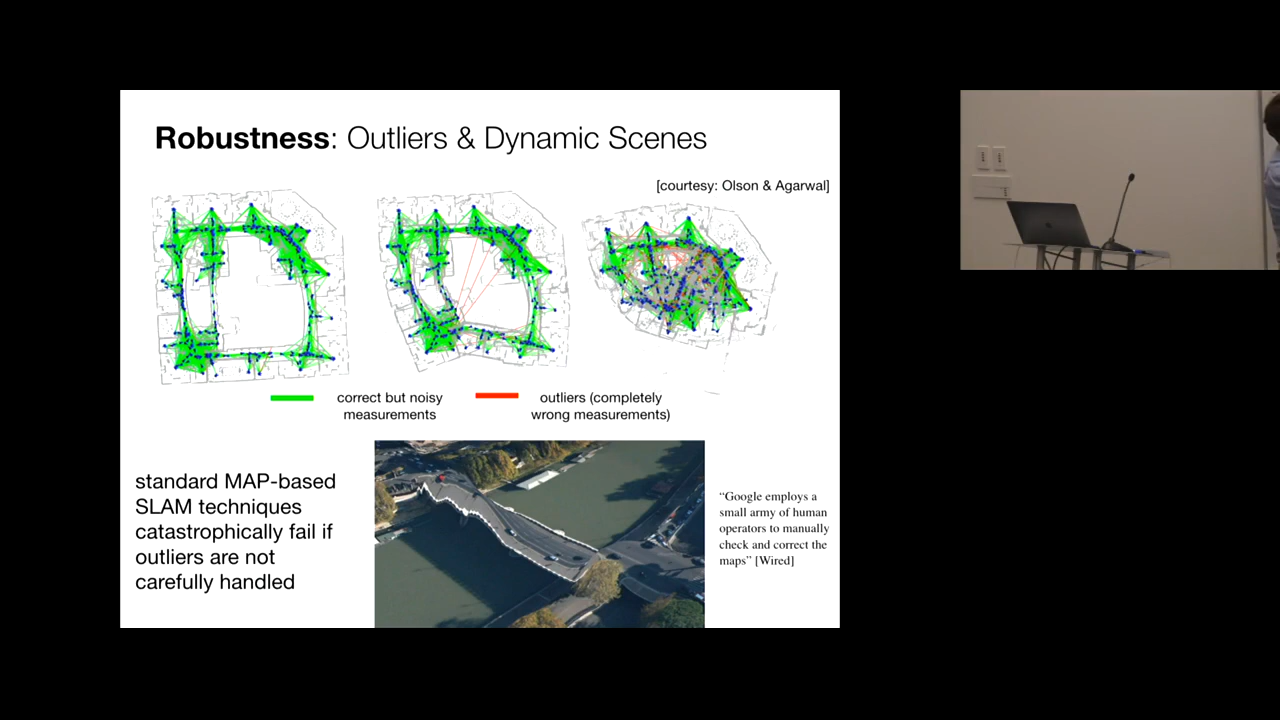 Robustness: Outliers & Dynamic Scenes
[courtesy: Olson & Agarwal]
correct but noisy
measurements
outliers (completely
wrong measurements)
standard MAP-based
SLAM techniques
catastrophically fail if
outliers are not
carefully handled
“Google employs a
small army of human
operators to manually
check and correct the
maps” [Wired]